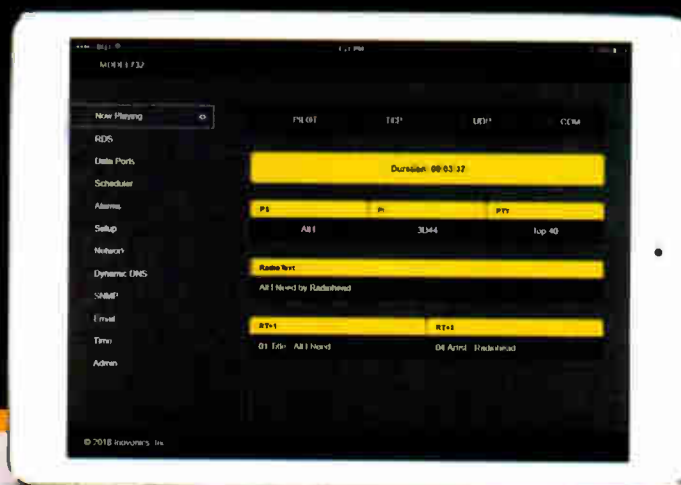 MODEL 732
Now Playing
RDS
Data Ports
Scheduler
Alarms
Setup
Network
Dynamic DNS
SNMP
Email
Time
Admin
PILOT TCP UDP COM
Duration: 00:03:37
PS PI PTY
All I 3D44 Top 40
Radio Text
All I Need by Radiohead
RT+1 RT+2
01 Title : All I Need 04 Artist : Radiohead
© 2018 Inovonics, Inc